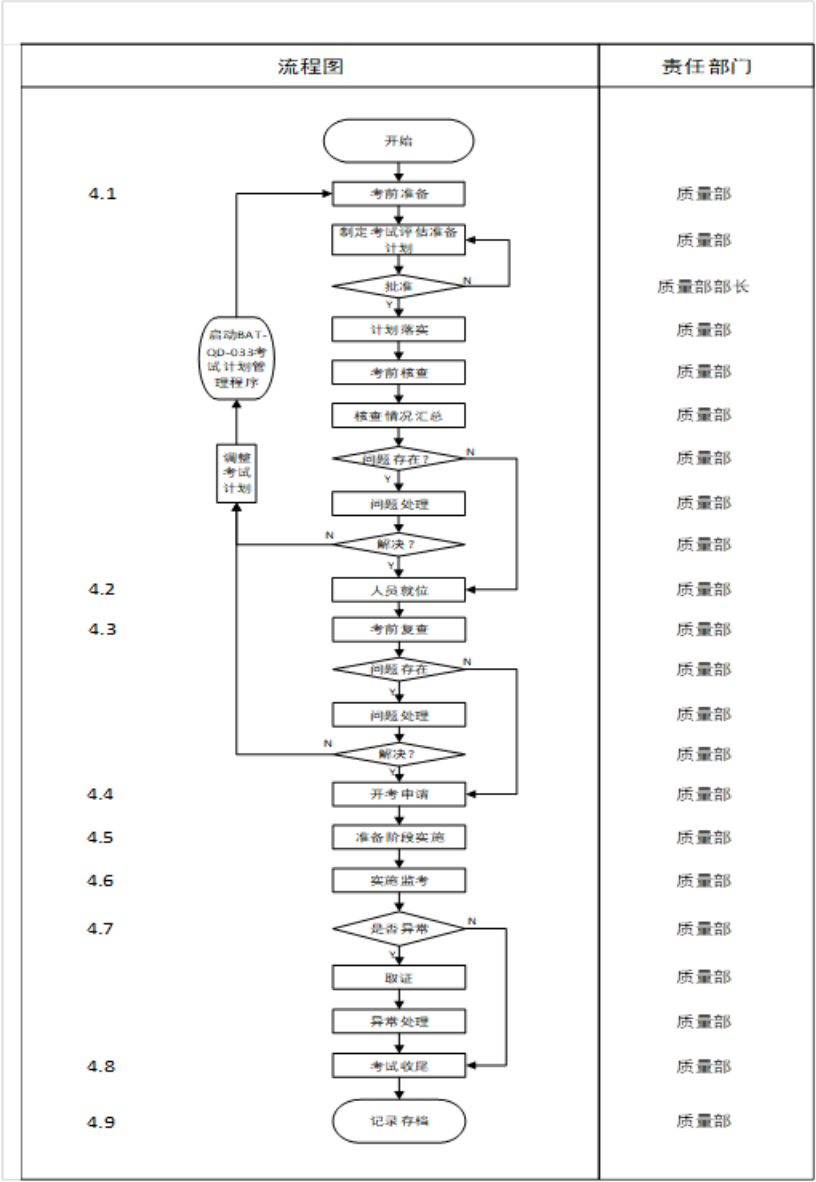 流程图 责任部门
开始
4.1 考前准备 质量部
制定考试评估准备
计划
质量部
批准 N 质量部部长
Y
启动BAT-
QD-033考
试计划管
理程序
计划落实 质量部
考前核查 质量部
核查情况汇总 质量部
调整
考试
计划
问题存在? N 质量部
Y
问题处理 质量部
N 解决? 质量部
Y
4.2 人员就位 质量部
4.3 考前复查 质量部
问题存在 N 质量部
Y
问题处理 质量部
N 解决? 质量部
Y
4.4 开考申请 质量部
4.5 准备阶段实施 质量部
4.6 实施监考 质量部
4.7 是否异常 N 质量部
Y
取证 质量部
异常处理 质量部
4.8 考试收尾 质量部
4.9 记录存档 质量部